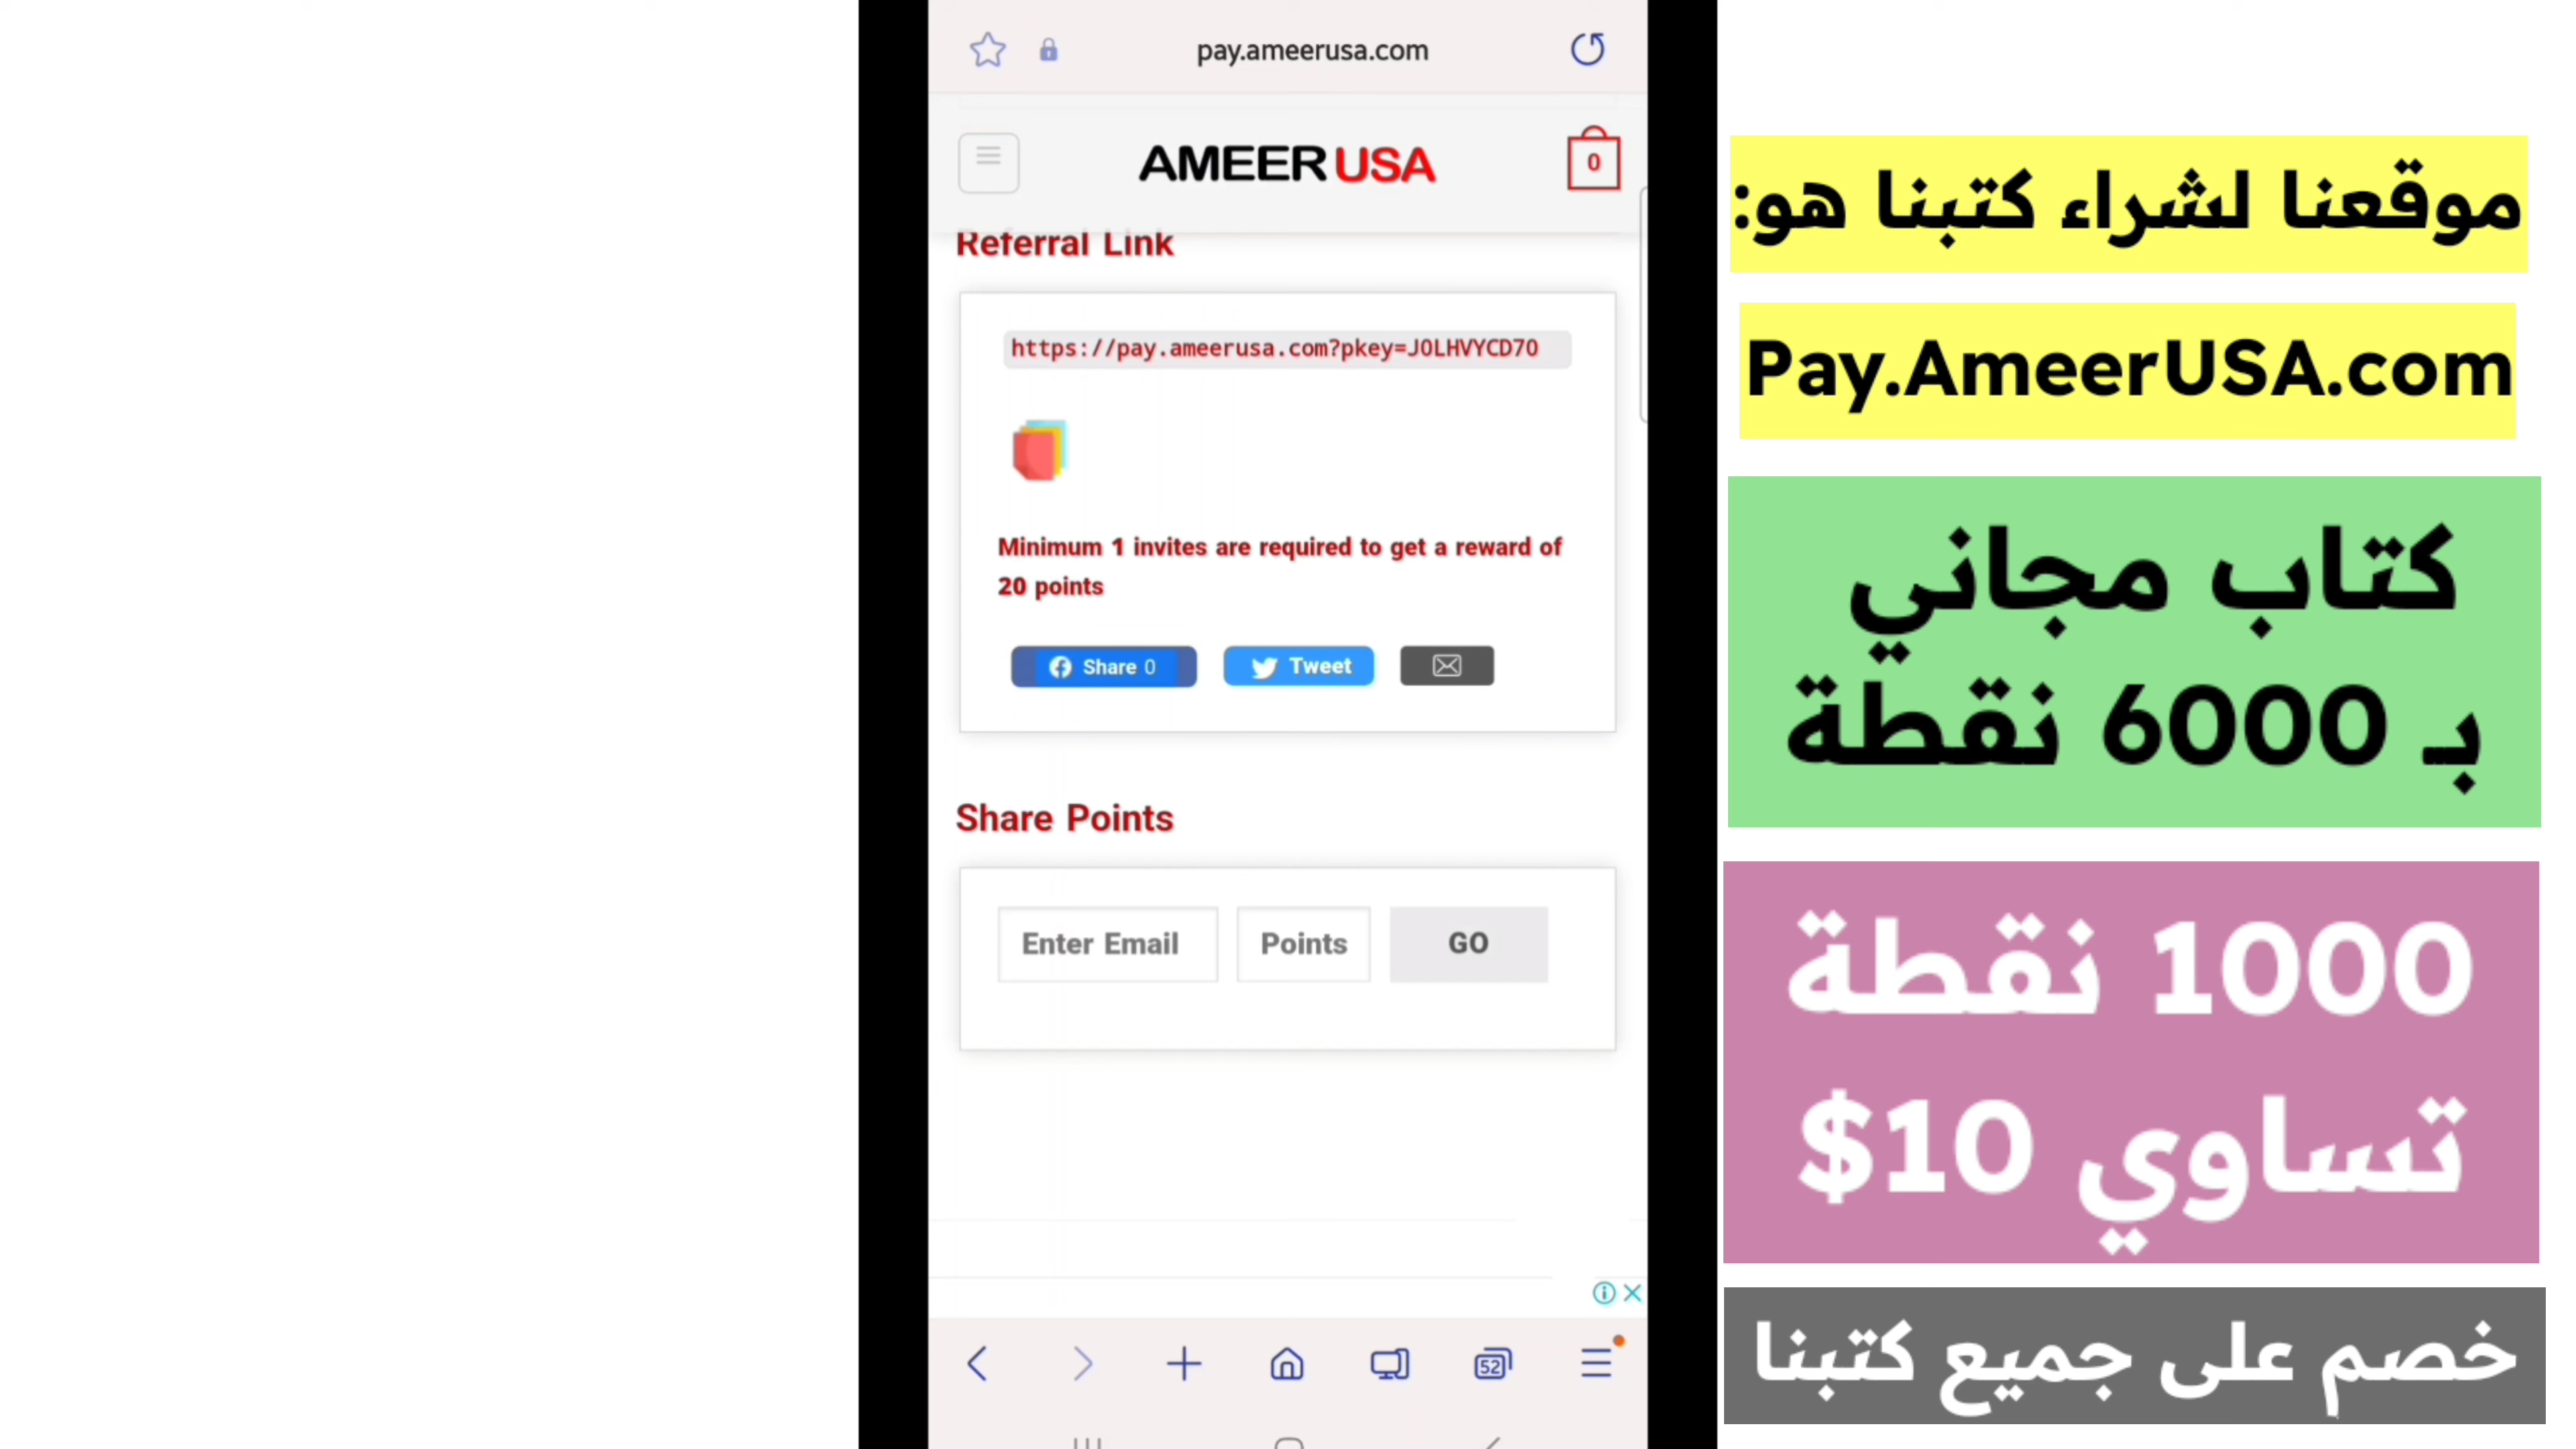 pay.ameerusa.com
AMEER USA
0
Referral Link
https://pay.ameerusa.com?pkey=J0LHVYCD70
Minimum 1 invites are required to get a reward of
20 points
Share 0
Tweet
Share Points
Enter Email
Points
GO
52
موقعنا لشراء كتبنا هو:
Pay.AmeerUSA.com
كتاب مجاني
بـ 6000 نقطة
1000 نقطة
تساوي 10$
خصم على جميع كتبنا